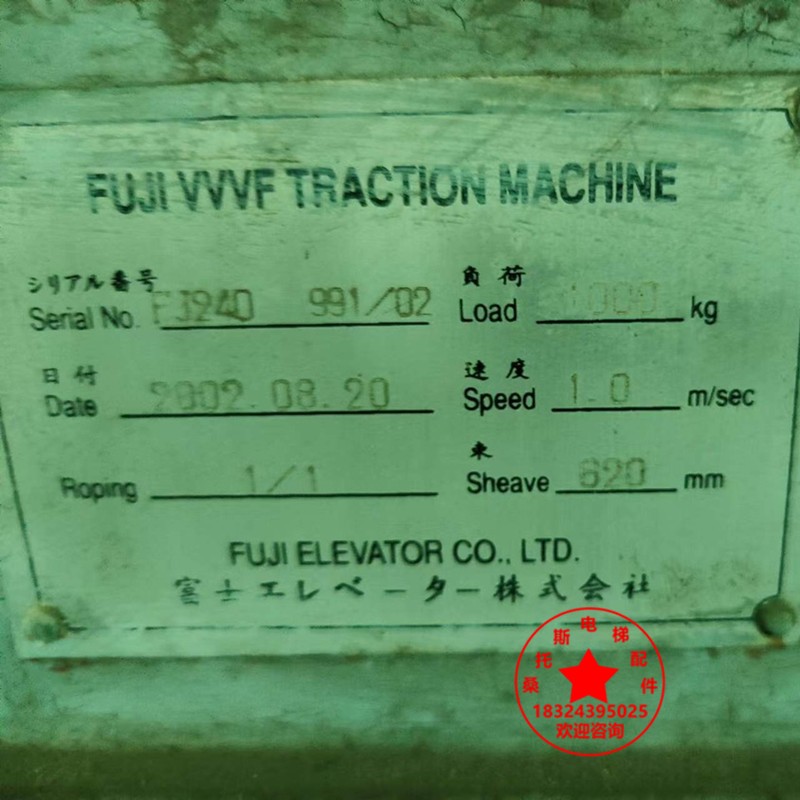 FUJI VVVF TRACTION MACHINE
シリアル番号
Serial No. FJ240 991/02
負荷
Load 1000 kg
日付
Date 2002.08.20
速度
Speed 1.0 m/sec
Roping 1/1
束
Sheave 620 mm
FUJI ELEVATOR CO., LTD.
富士エレベーター株式会社
桑托斯电梯配件
18324395025
欢迎咨询